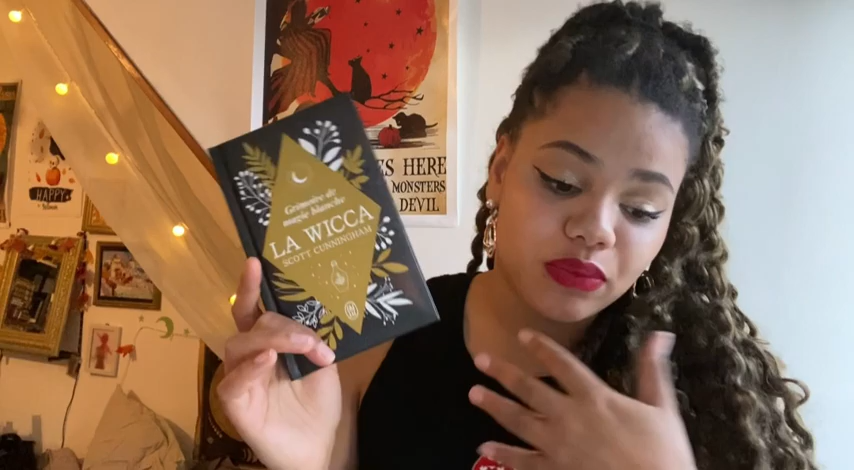 ES HERE
MONSTERS
DEVIL
HAPPY
Grimoire de
magie blanche
LA WICCA
SCOTT CUNNINGHAM